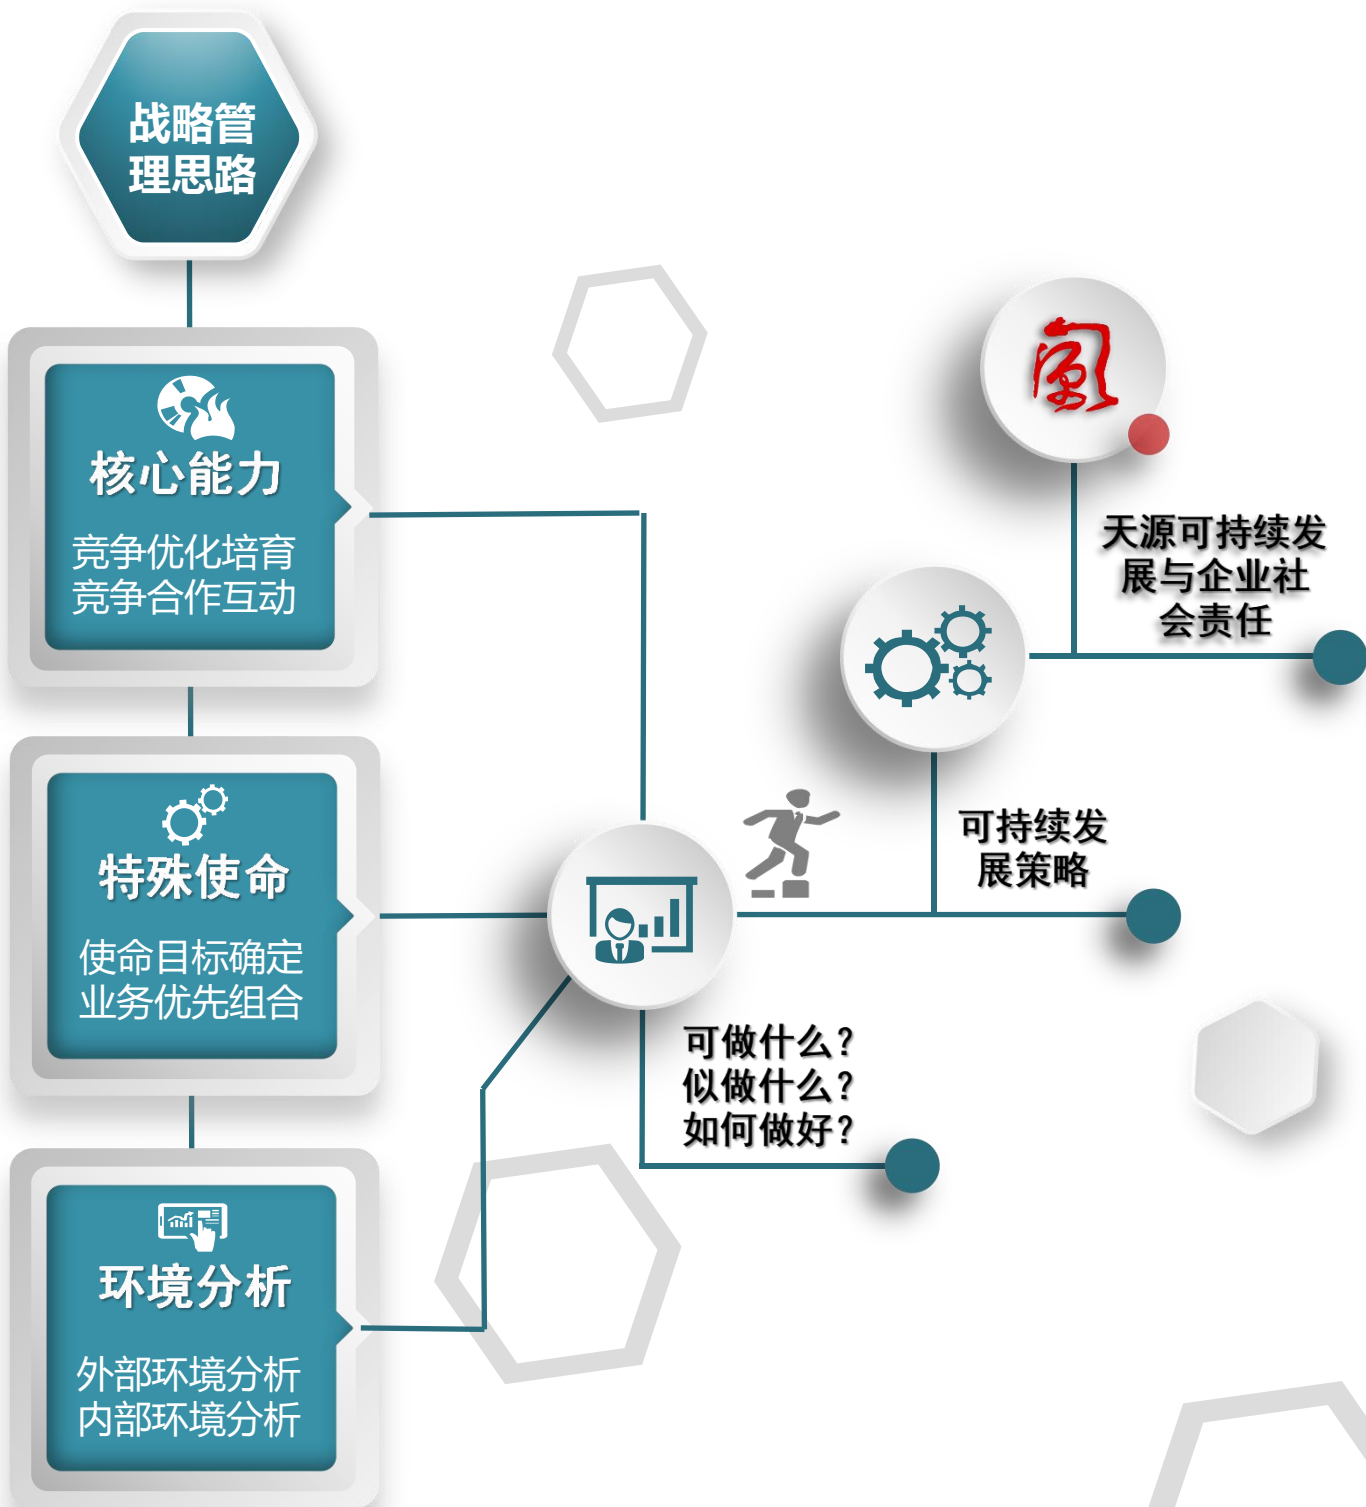 战略管
理思路
核心能力
竞争优化培育
竞争合作互动
特殊使命
使命目标确定
业务优先组合
环境分析
外部环境分析
内部环境分析
可做什么？
似做什么？
如何做好？
可持续发
展策略
天源可持续发
展与企业社
会责任